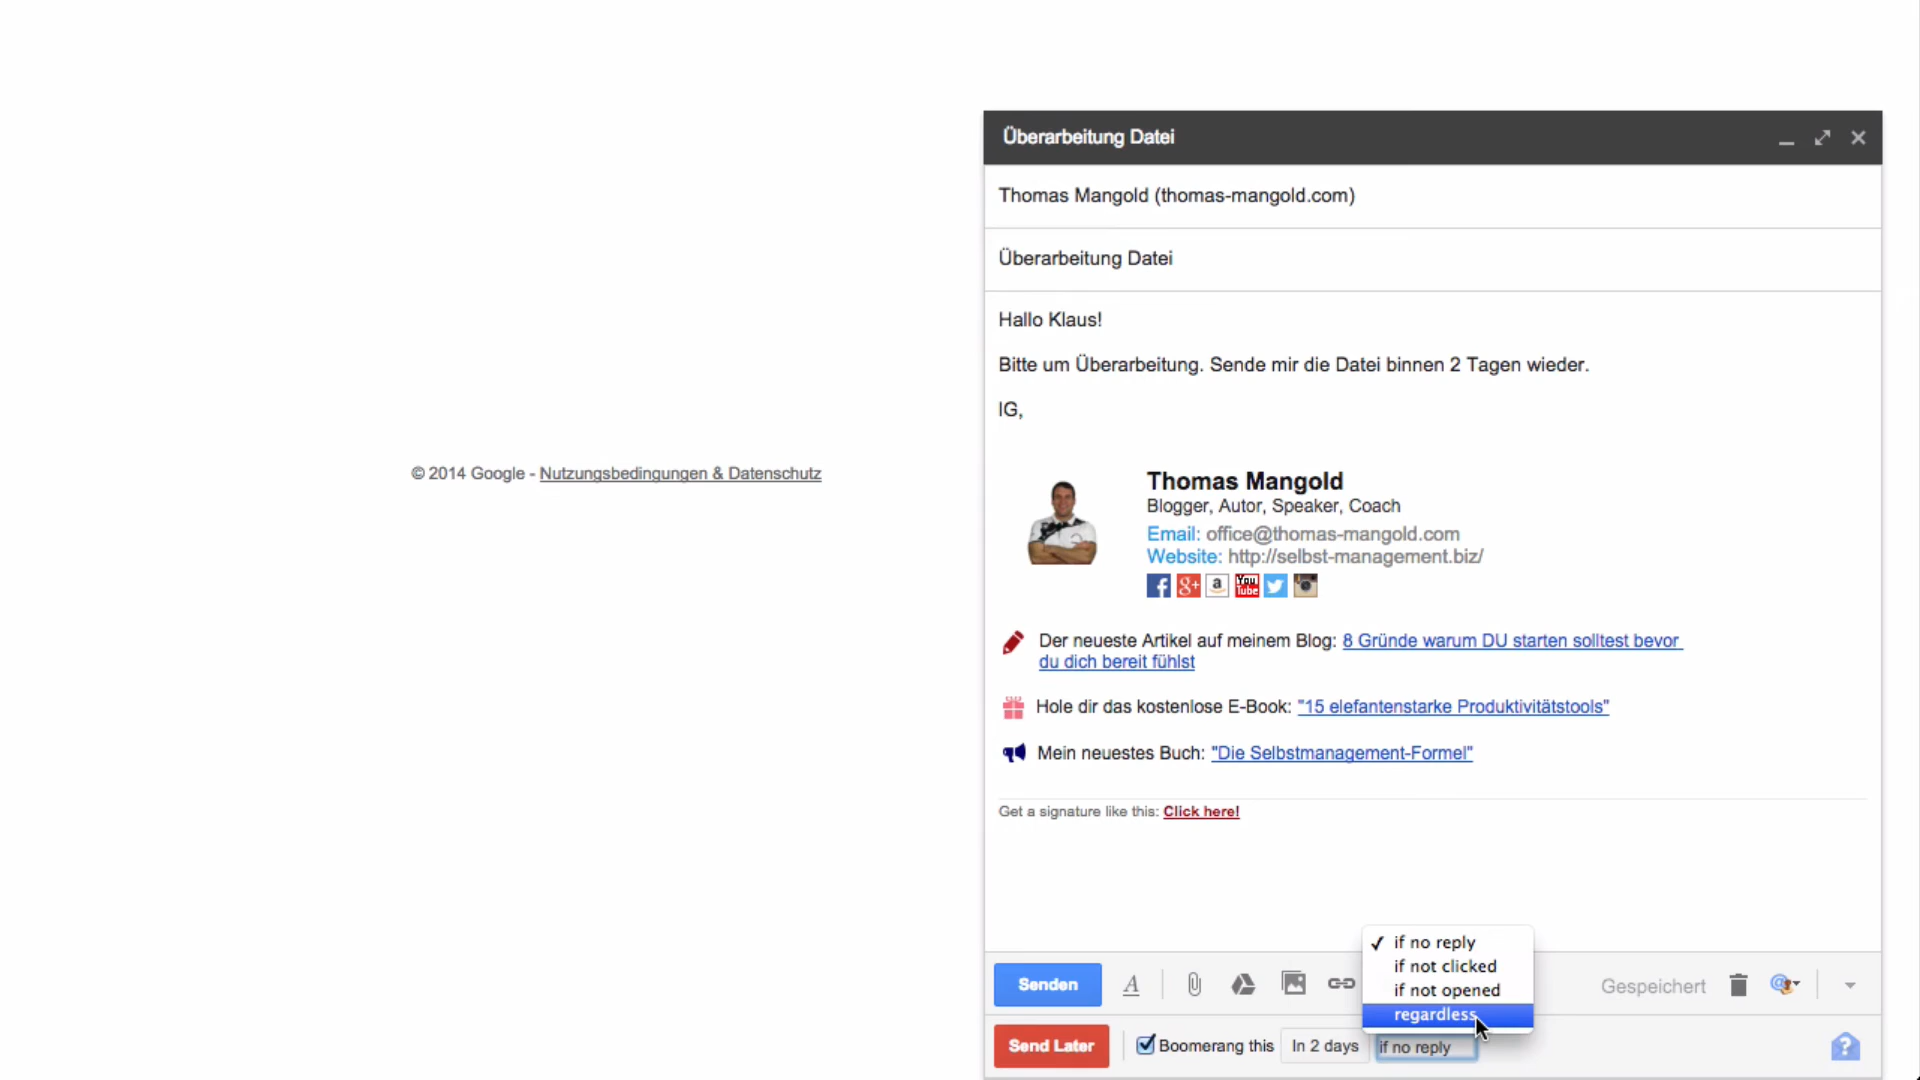 Überarbeitung Datei
Thomas Mangold (thomas-mangold.com)
Überarbeitung Datei
Hallo Klaus!
Bitte um Überarbeitung. Sende mir die Datei binnen 2 Tagen wieder.
lG,
© 2014 Google - Nutzungsbedingungen & Datenschutz
Thomas Mangold
Blogger, Autor, Speaker, Coach
Email: office@thomas-mangold.com
Website: http://selbst-management.biz/
f g+ a You Tube
Der neueste Artikel auf meinem Blog: 8 Gründe warum DU starten solltest bevor
du dich bereit fühlst
Hole dir das kostenlose E-Book: "15 elefantenstarke Produktivitätstools"
Mein neuestes Buch: "Die Selbstmanagement-Formel"
Get a signature like this: Click here!
✓ if no reply
if not clicked
if not opened
regardless
Senden A Gespeichert
Send Later Boomerang this In 2 days if no reply ?